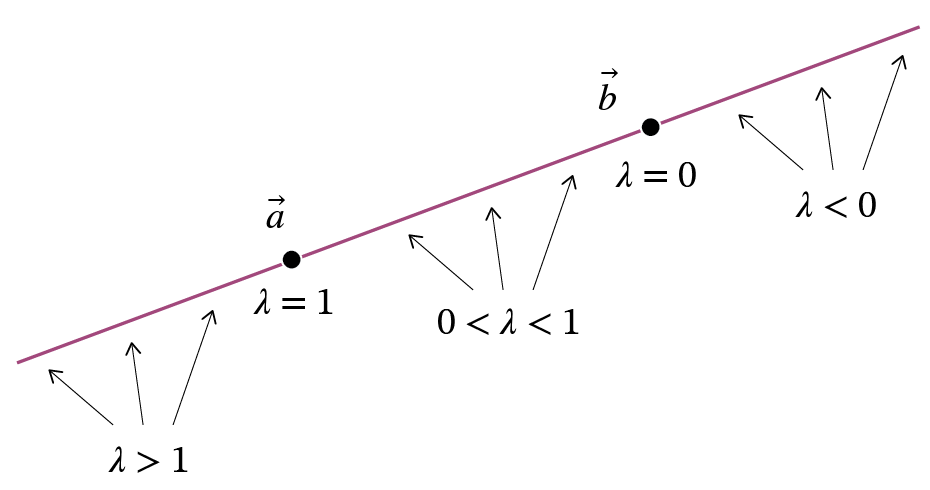 b⃗
λ = 0
λ < 0
a⃗
λ = 1
0 < λ < 1
λ > 1